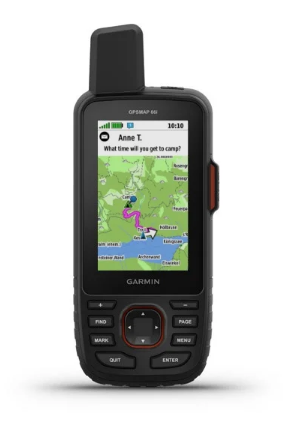 GPSMAP 66i
10:10
Anne T.
What time will you get to camp?
GARMIN
+
-
FIND
PAGE
MARK
MENU
QUIT
ENTER